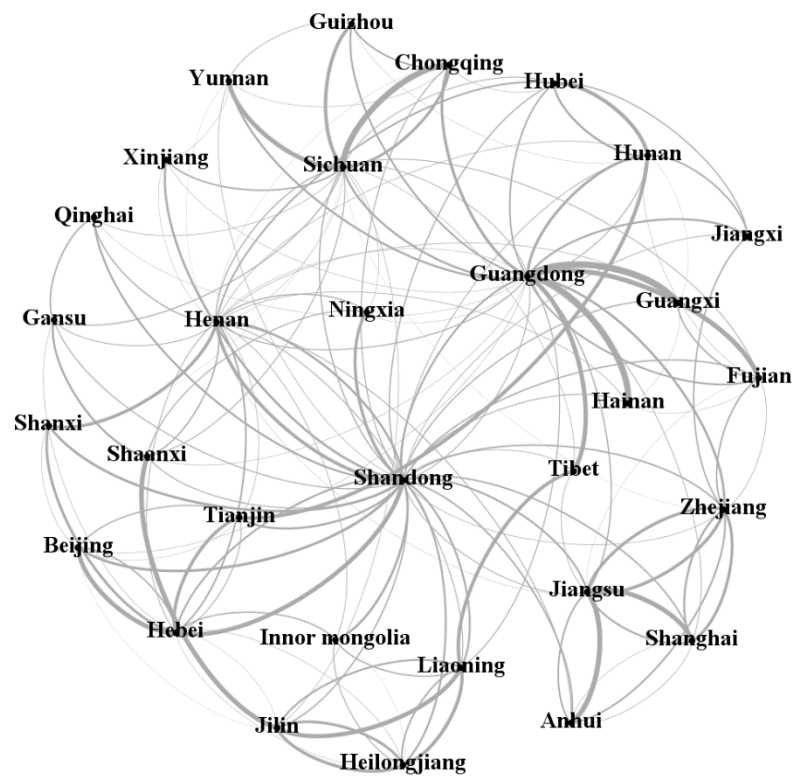 Guizhou
Chongqing
Yunnan
Hubei
Xinjiang
Sichuan
Hunan
Qinghai
Jiangxi
Guangdong
Guangxi
Gansu
Henan
Ningxia
Fujian
Hainan
Shanxi
Shaanxi
Shandong
Tibet
Tianjin
Zhejiang
Beijing
Jiangsu
Hebei
Innor mongolia
Shanghai
Liaoning
Jilin
Anhui
Heilongjiang